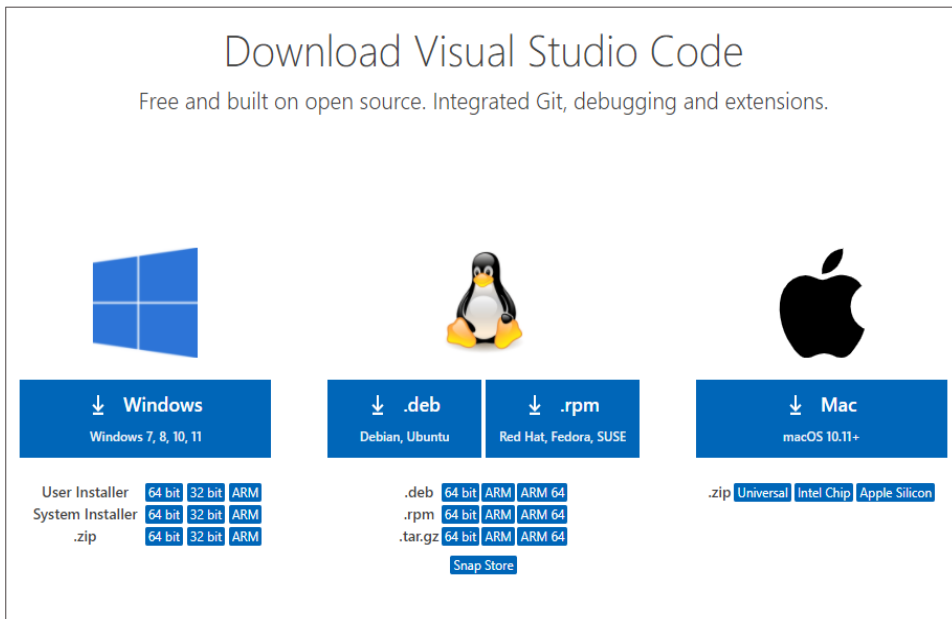 Download Visual Studio Code
Free and built on open source. Integrated Git, debugging and extensions.
Windows
Windows 7, 8, 10, 11
User Installer 64 bit 32 bit ARM
System Installer 64 bit 32 bit ARM
.zip 64 bit 32 bit ARM
.deb
Debian, Ubuntu
.rpm
Red Hat, Fedora, SUSE
.deb 64 bit ARM ARM 64
.rpm 64 bit ARM ARM 64
.tar.gz 64 bit ARM ARM 64
Snap Store
Mac
macOS 10.11+
.zip Universal Intel Chip Apple Silicon